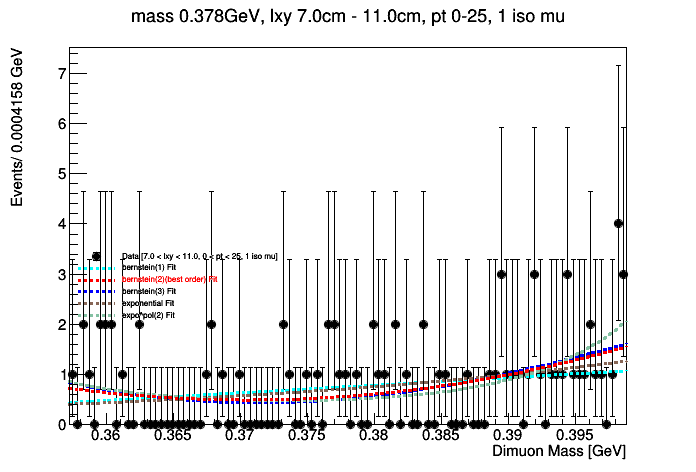 mass 0.378GeV, lxy 7.0cm - 11.0cm, pt 0-25, 1 iso mu
Events/ 0.0004158 GeV
7
6
5
4
3
2
1
0
Data [7.0 < lxy < 11.0, 0 < pt < 25, 1 iso mu]
bernstein(1) Fit
bernstein(2)(best order) Fit
bernstein(3) Fit
exponential Fit
expo*pol(2) Fit
0.36 0.365 0.37 0.375 0.38 0.385 0.39 0.395
Dimuon Mass [GeV]